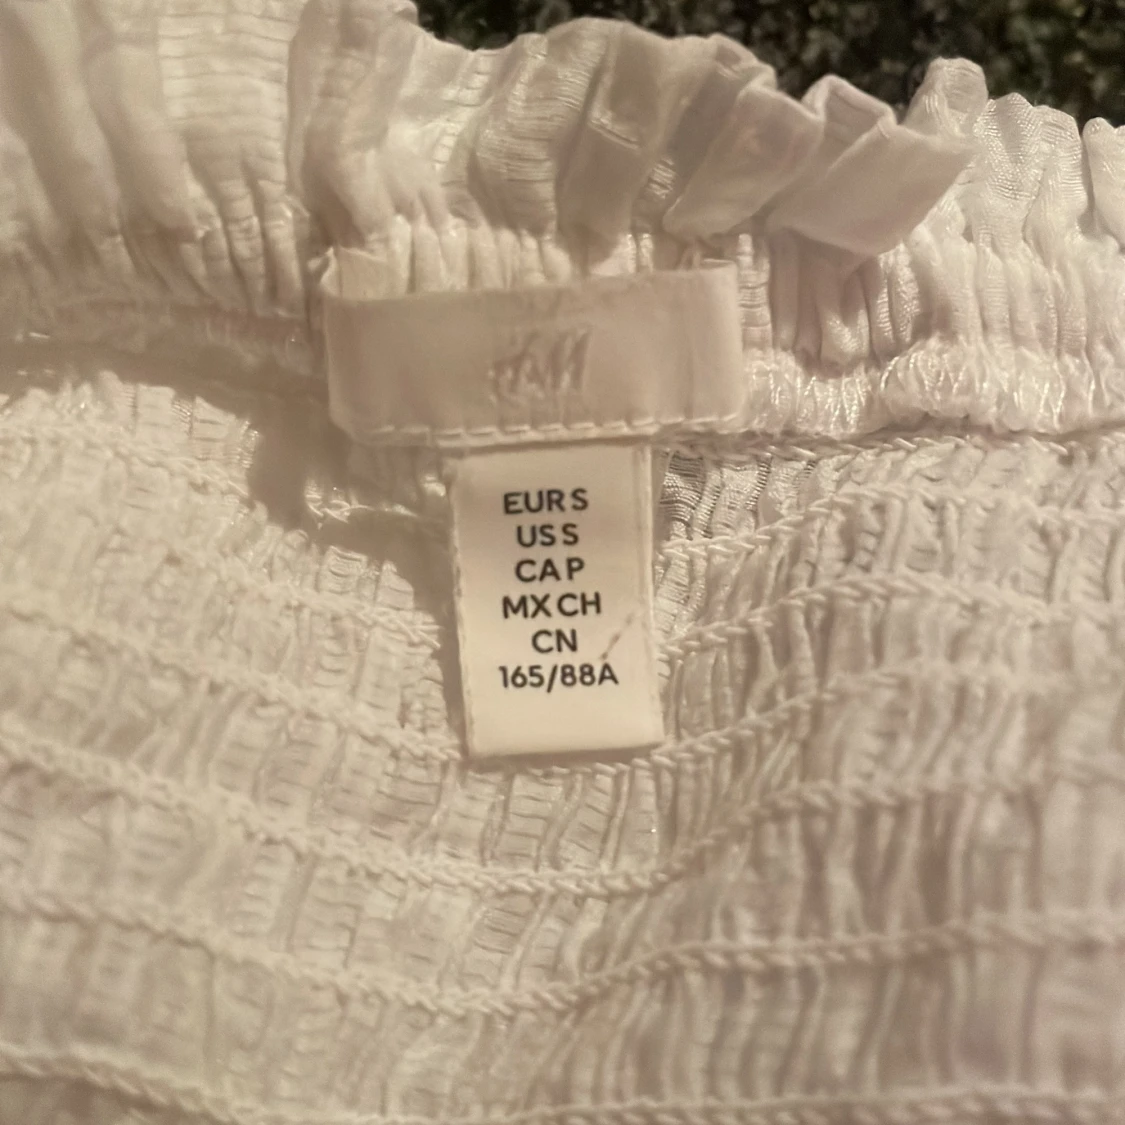 H&M
EUR S
US S
CA P
MX CH
CN
165/88A